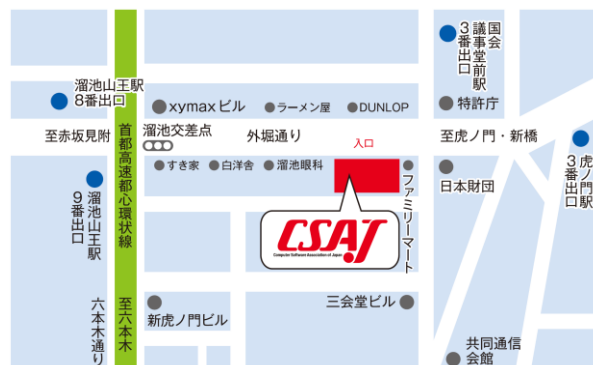 国会
議事堂前駅
3番出口
溜池山王駅
8番出口
xymaxビル
ラーメン屋
DUNLOP
特許庁
至赤坂見附
首都高速都心環状線
溜池交差点
外堀通り
入口
至虎ノ門・新橋
虎ノ門駅
3番出口
すき家
白洋舎
溜池眼科
ファミリーマート
日本財団
溜池山王駅
9番出口
CSAJ
Computer Software Association of Japan
六本木通り
至六本木
新虎ノ門ビル
三会堂ビル
共同通信
会館